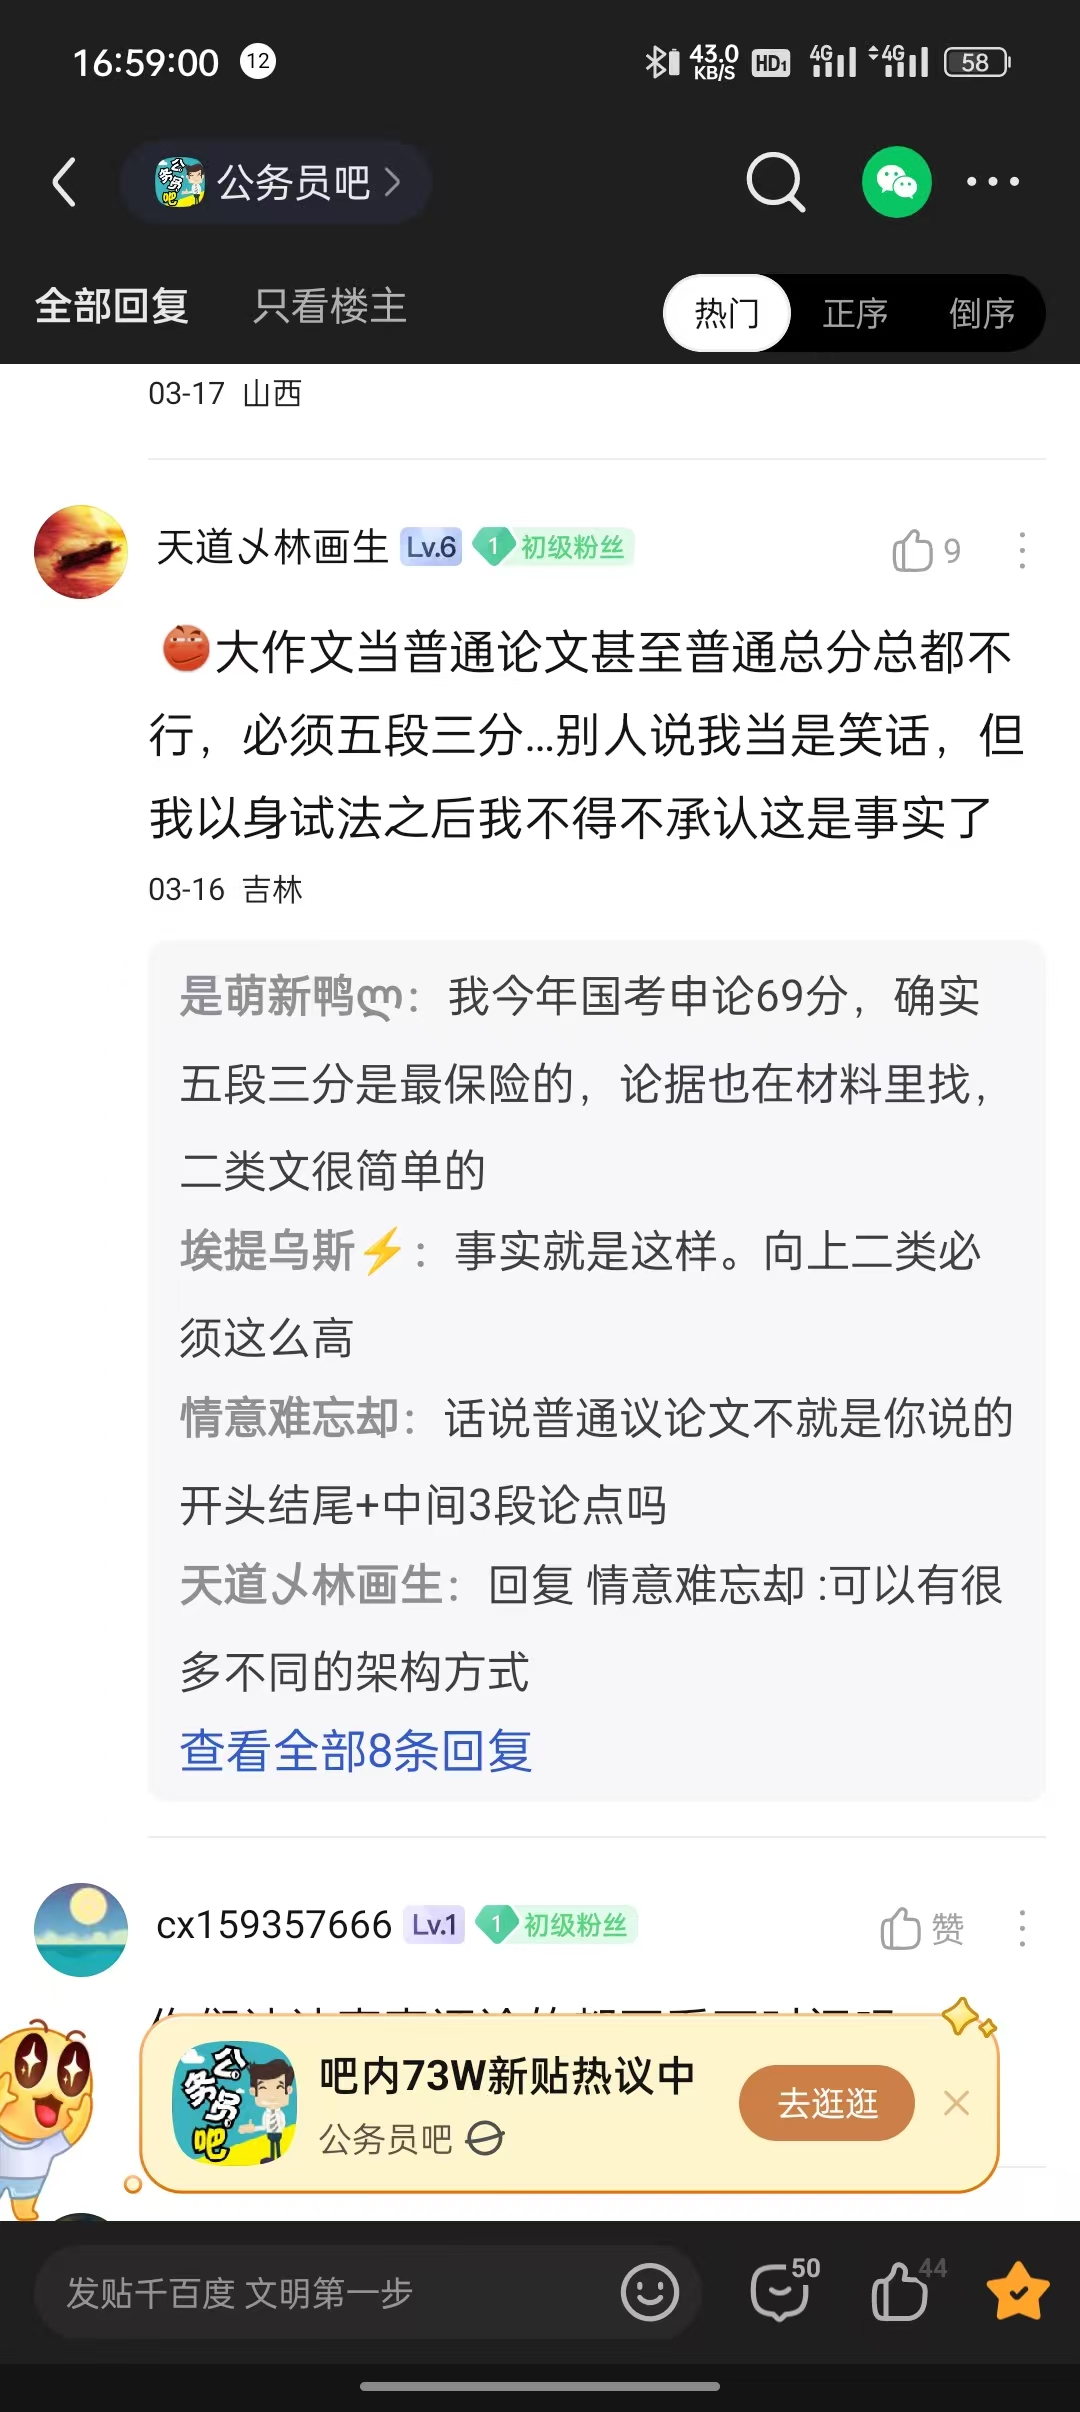 16:59:00 12 43.0 KB/S HD1 4G 4G 58
公务员吧
全部回复 只看楼主 热门 正序 倒序
03-17 山西
天道乄林画生 Lv.6 1 初级粉丝 9
大作文当普通论文甚至普通总分总都不
行，必须五段三分...别人说我当是笑话，但
我以身试法之后我不得不承认这是事实了
03-16 吉林
是萌新鸭ლ：我今年国考申论69分，确实
五段三分是最保险的，论据也在材料里找，
二类文很简单的
埃提乌斯⚡：事实就是这样。向上二类必
须这么高
情意难忘却：话说普通议论文不就是你说的
开头结尾+中间3段论点吗
天道乄林画生：回复 情意难忘却 :可以有很
多不同的架构方式
查看全部8条回复
cx159357666 Lv.1 1 初级粉丝 赞
公务员吧
吧内73W新贴热议中
公务员吧
去逛逛
发贴千百度 文明第一步 50 44